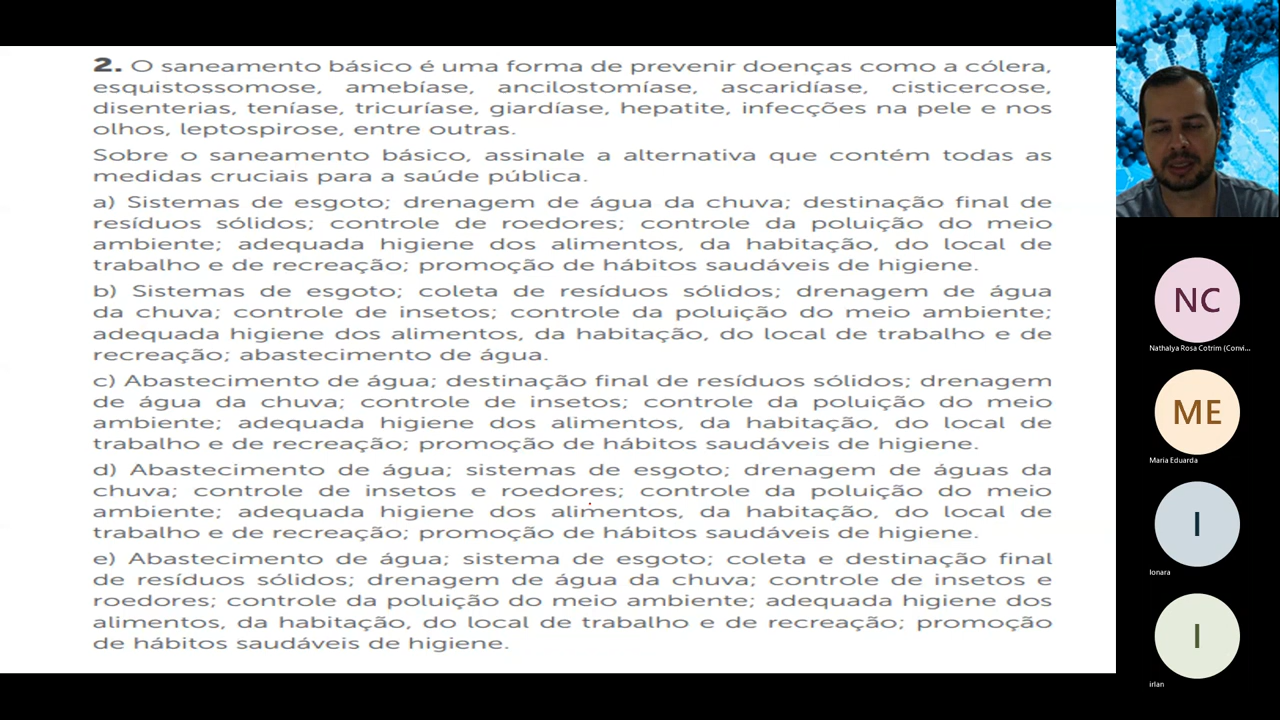 2. O saneamento básico é uma forma de prevenir doenças como a cólera,
esquistossomose, amebíase, ancilostomíase, ascaridíase, cisticercose,
disenterias, teníase, tricuríase, giardíase, hepatite, infecções na pele e nos
olhos, leptospirose, entre outras.
Sobre o saneamento básico, assinale a alternativa que contém todas as
medidas cruciais para a saúde pública.
a) Sistemas de esgoto; drenagem de água da chuva; destinação final de
resíduos sólidos; controle de roedores; controle da poluição do meio
ambiente; adequada higiene dos alimentos, da habitação, do local de
trabalho e de recreação; promoção de hábitos saudáveis de higiene.
b) Sistemas de esgoto; coleta de resíduos sólidos; drenagem de água
da chuva; controle de insetos; controle da poluição do meio ambiente;
adequada higiene dos alimentos, da habitação, do local de trabalho e de
recreação; abastecimento de água.
c) Abastecimento de água; destinação final de resíduos sólidos; drenagem
de água da chuva; controle de insetos; controle da poluição do meio
ambiente; adequada higiene dos alimentos, da habitação, do local de
trabalho e de recreação; promoção de hábitos saudáveis de higiene.
d) Abastecimento de água; sistemas de esgoto; drenagem de águas da
chuva; controle de insetos e roedores; controle da poluição do meio
ambiente; adequada higiene dos alimentos, da habitação, do local de
trabalho e de recreação; promoção de hábitos saudáveis de higiene.
e) Abastecimento de água; sistema de esgoto; coleta e destinação final
de resíduos sólidos; drenagem de água da chuva; controle de insetos e
roedores; controle da poluição do meio ambiente; adequada higiene dos
alimentos, da habitação, do local de trabalho e de recreação; promoção
de hábitos saudáveis de higiene.
NC
Nathalya Rosa Cotrim (Convi...
ME
Maria Eduarda
I
Ionara
I
irlan